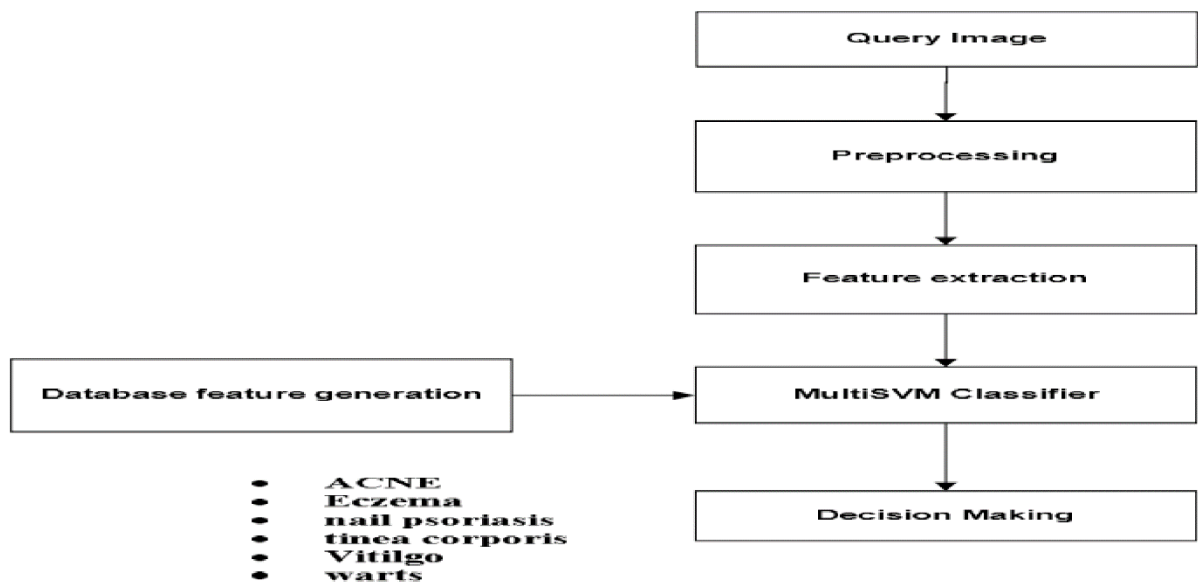 Query Image
Preprocessing
Feature extraction
Database feature generation
MultiSVM Classifier
Decision Making
• ACNE
• Eczema
• nail psoriasis
• tinea corporis
• Vitilgo
• warts